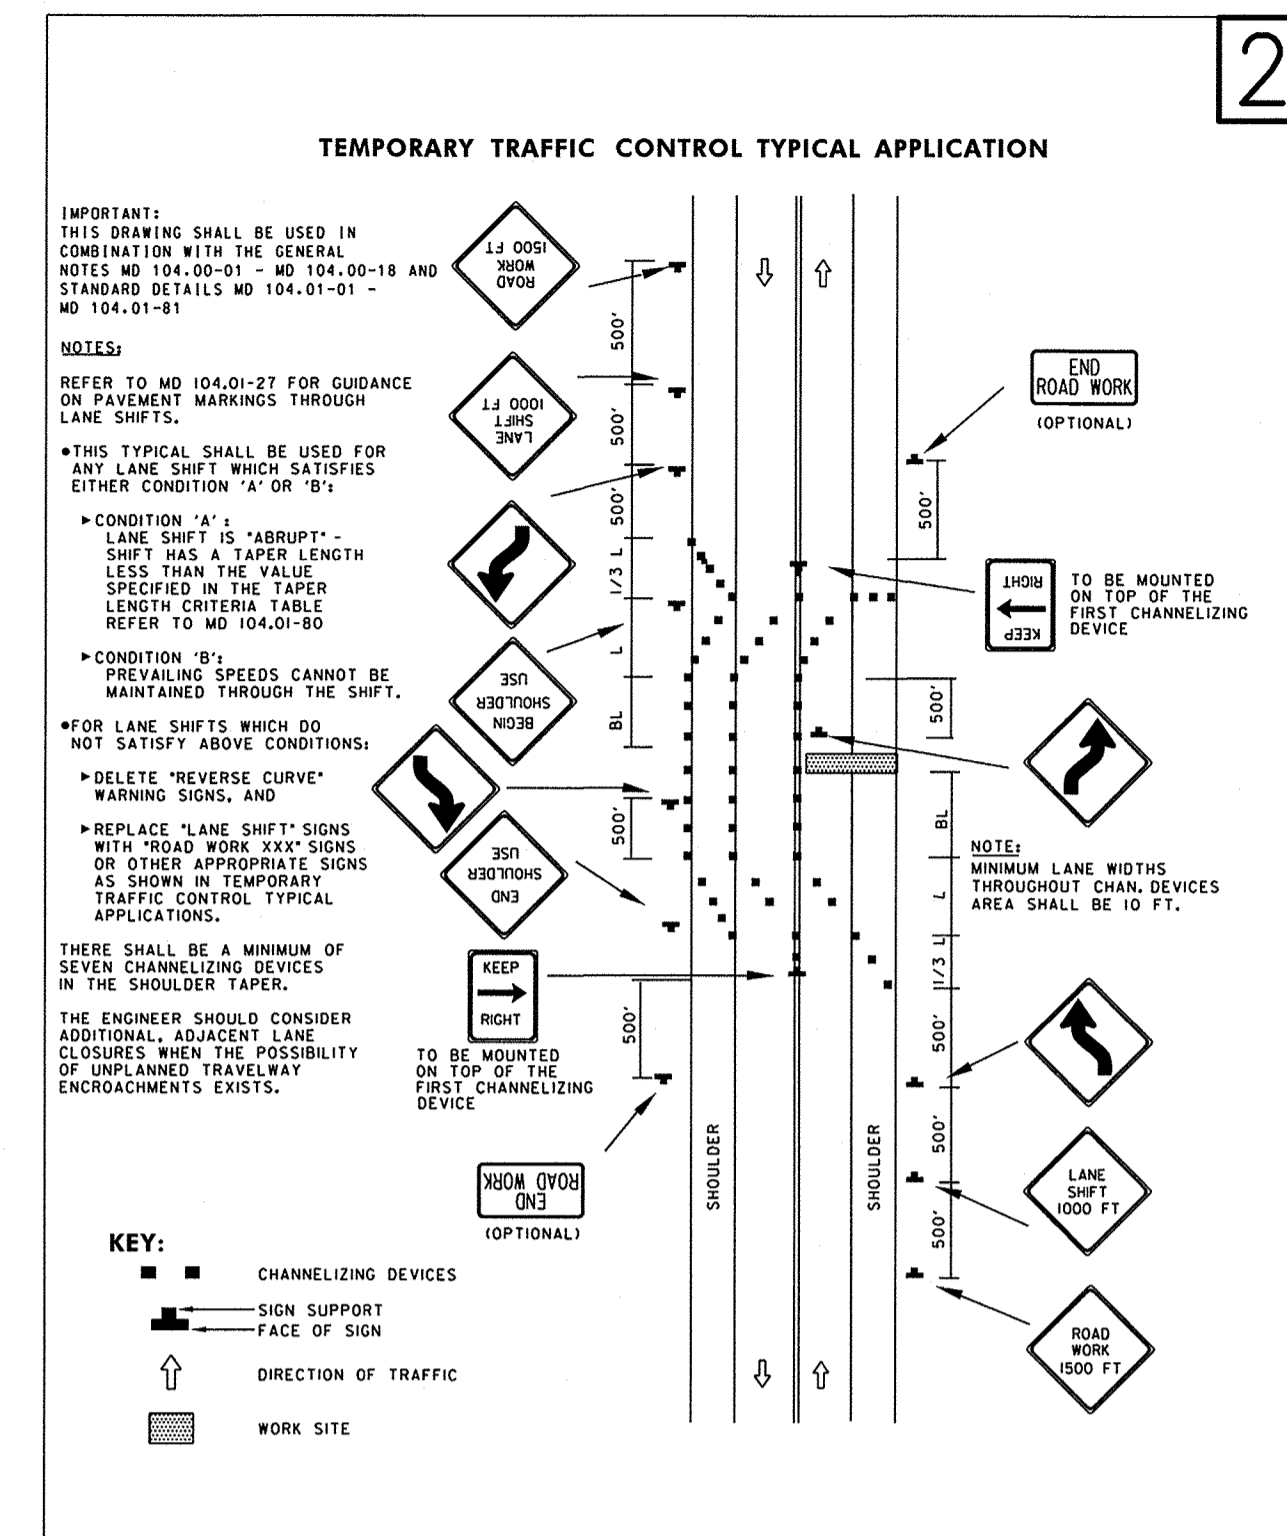 2
TEMPORARY TRAFFIC CONTROL TYPICAL APPLICATION
IMPORTANT:
THIS DRAWING SHALL BE USED IN
COMBINATION WITH THE GENERAL
NOTES MD 104.00-01 - MD 104.00-18 AND
STANDARD DETAILS MD 104.01-01 -
MD 104.01-81
NOTES:
REFER TO MD 104.01-27 FOR GUIDANCE
ON PAVEMENT MARKINGS THROUGH
LANE SHIFTS.
•THIS TYPICAL SHALL BE USED FOR
ANY LANE SHIFT WHICH SATISFIES
EITHER CONDITION 'A' OR 'B':
►CONDITION 'A' :
LANE SHIFT IS "ABRUPT" -
SHIFT HAS A TAPER LENGTH
LESS THAN THE VALUE
SPECIFIED IN THE TAPER
LENGTH CRITERIA TABLE
REFER TO MD 104.01-80
►CONDITION 'B':
PREVAILING SPEEDS CANNOT BE
MAINTAINED THROUGH THE SHIFT.
•FOR LANE SHIFTS WHICH DO
NOT SATISFY ABOVE CONDITIONS:
►DELETE "REVERSE CURVE"
WARNING SIGNS, AND
►REPLACE "LANE SHIFT" SIGNS
WITH "ROAD WORK XXX" SIGNS
OR OTHER APPROPRIATE SIGNS
AS SHOWN IN TEMPORARY
TRAFFIC CONTROL TYPICAL
APPLICATIONS.
THERE SHALL BE A MINIMUM OF
SEVEN CHANNELIZING DEVICES
IN THE SHOULDER TAPER.
THE ENGINEER SHOULD CONSIDER
ADDITIONAL, ADJACENT LANE
CLOSURES WHEN THE POSSIBILITY
OF UNPLANNED TRAVELWAY
ENCROACHMENTS EXISTS.
ROAD
WORK
1500 FT
LANE
SHIFT
1000 FT
BEGIN
SHOULDER
USE
END
SHOULDER
USE
KEEP
RIGHT
TO BE MOUNTED
ON TOP OF THE
FIRST CHANNELIZING
DEVICE
END
ROAD WORK
(OPTIONAL)
500'
500'
500'
1/3 L
L
BL
500'
500'
SHOULDER
SHOULDER
END
ROAD WORK
(OPTIONAL)
500'
KEEP
RIGHT
TO BE MOUNTED
ON TOP OF THE
FIRST CHANNELIZING
DEVICE
500'
BL
L
1/3 L
500'
500'
500'
NOTE:
MINIMUM LANE WIDTHS
THROUGHOUT CHAN. DEVICES
AREA SHALL BE 10 FT.
LANE
SHIFT
1000 FT
ROAD
WORK
1500 FT
KEY:
CHANNELIZING DEVICES
SIGN SUPPORT
FACE OF SIGN
DIRECTION OF TRAFFIC
WORK SITE